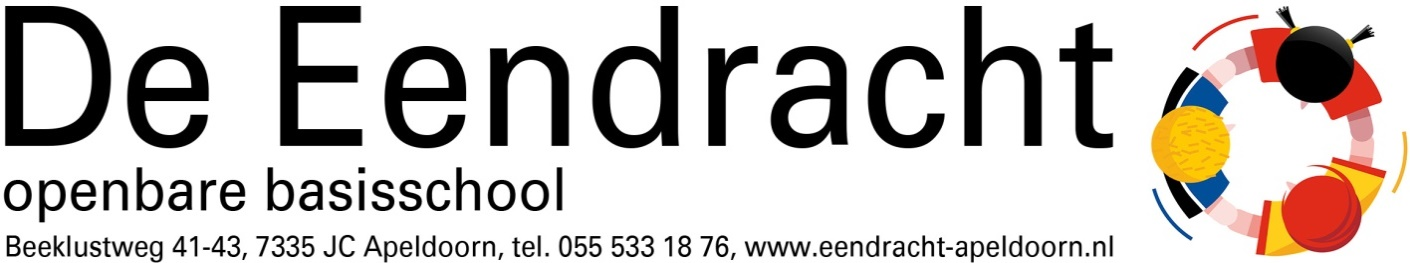 De Eendracht
openbare basisschool
Beeklustweg 41-43, 7335 JC Apeldoorn, tel. 055 533 18 76, www.eendracht-apeldoorn.nl